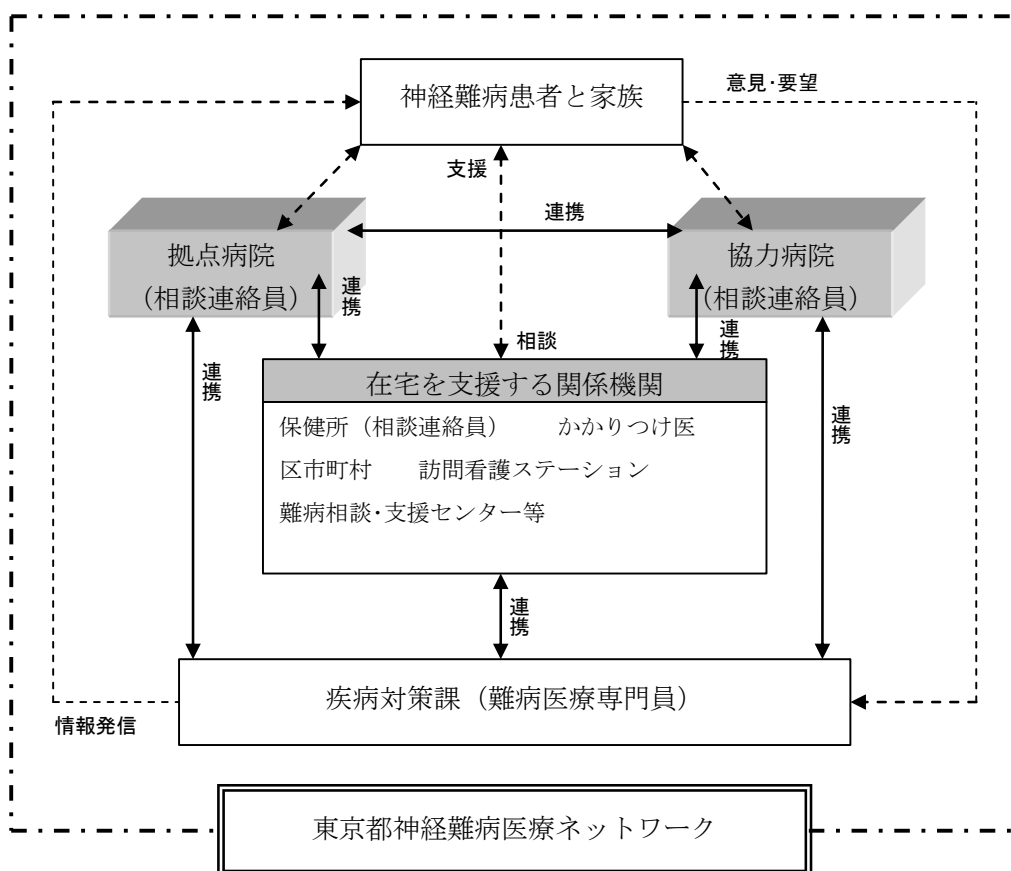 神経難病患者と家族
意見・要望
支援
連携
拠点病院
（相談連絡員）
協力病院
（相談連絡員）
連携
連携
相談
連携
連携
在宅を支援する関係機関
保健所（相談連絡員）　　かかりつけ医
区市町村　　訪問看護ステーション
難病相談・支援センター等
連携
疾病対策課（難病医療専門員）
情報発信
東京都神経難病医療ネットワーク